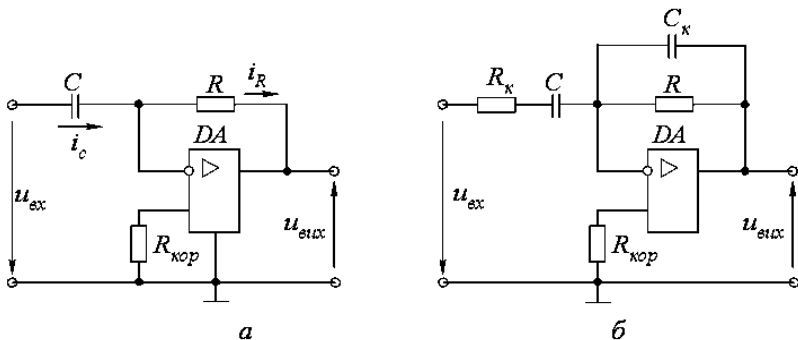 C
R
i_R
i_c
DA
▷
u_вх
R_кор
u_вих
а
R_к
C
C_к
R
DA
▷
u_вх
R_кор
u_вих
б